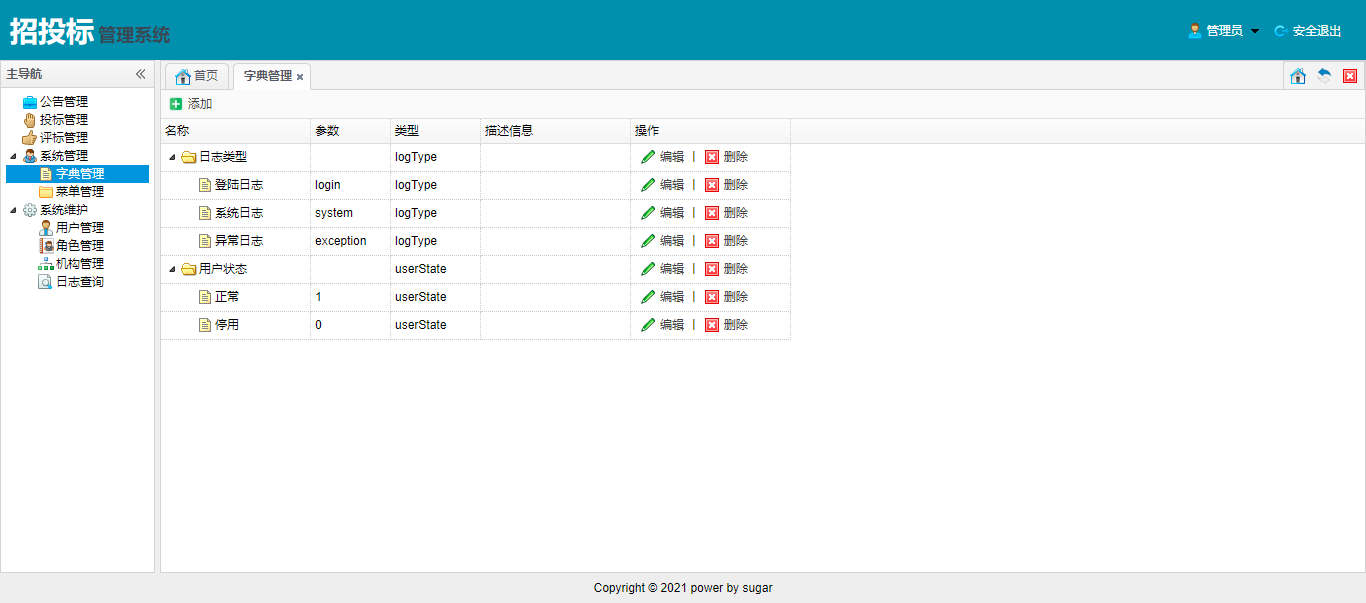 招投标 管理系统
管理员 安全退出
主导航
公告管理
投标管理
评标管理
系统管理
字典管理
菜单管理
系统维护
用户管理
角色管理
机构管理
日志查询
首页 字典管理
添加
名称 参数 类型 描述信息 操作
日志类型 logType 编辑 | 删除
登陆日志 login logType 编辑 | 删除
系统日志 system logType 编辑 | 删除
异常日志 exception logType 编辑 | 删除
用户状态 userState 编辑 | 删除
正常 1 userState 编辑 | 删除
停用 0 userState 编辑 | 删除
Copyright © 2021 power by sugar